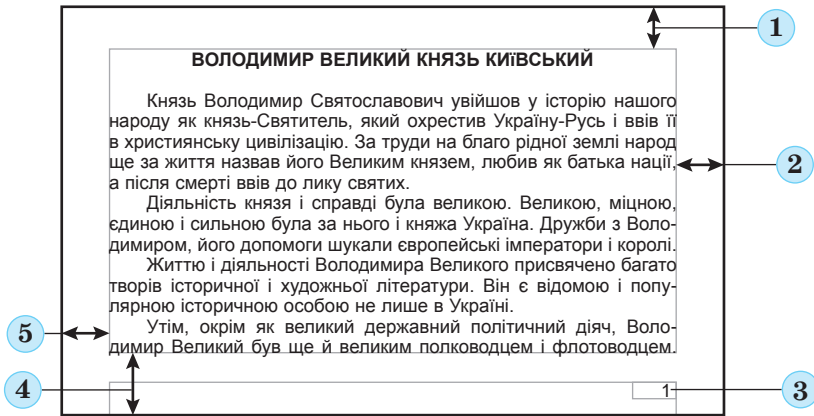 1
ВОЛОДИМИР ВЕЛИКИЙ КНЯЗЬ КИЇВСЬКИЙ
Князь Володимир Святославович увійшов у історію нашого
народу як князь-Святитель, який охрестив Україну-Русь і ввів її
в християнську цивілізацію. За труди на благо рідної землі народ
ще за життя назвав його Великим князем, любив як батька нації,
2
а після смерті ввів до лику святих.
Діяльність князя і справді була великою. Великою, міцною,
єдиною і сильною була за нього і княжа Україна. Дружби з Воло-
димиром, його допомоги шукали європейські імператори і королі.
Життю і діяльності Володимира Великого присвячено багато
творів історичної і художньої літератури. Він є відомою і попу-
лярною історичною особою не лише в Україні.
5
Утім, окрім як великий державний політичний діяч, Воло-
димир Великий був ще й великим полководцем і флотоводцем.
4
1
3